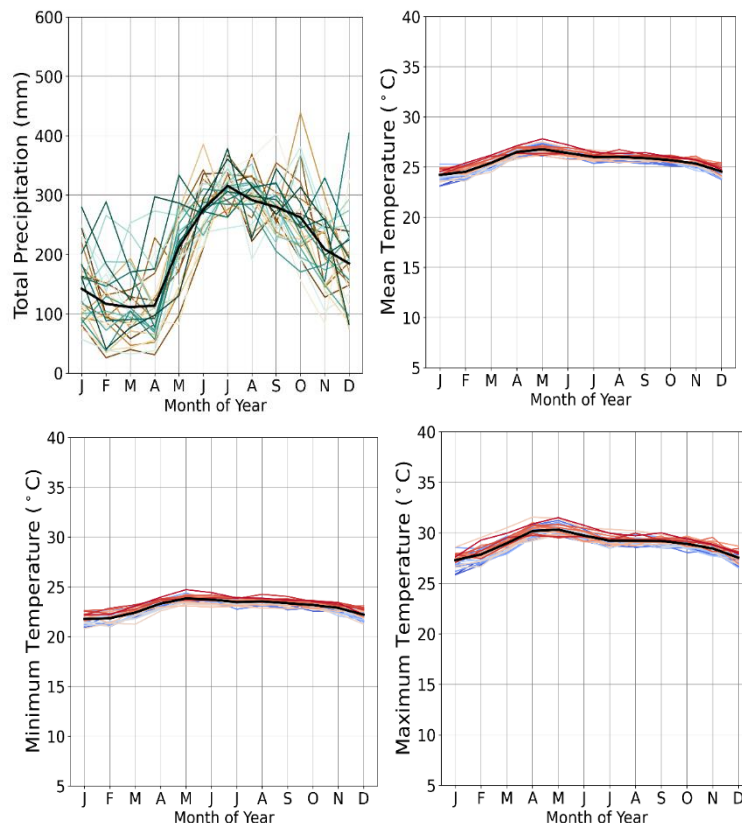 600
500
400
300
200
100
0
Total Precipitation (mm)
J F M A M J J A S O N D
Month of Year
40
35
30
25
20
15
10
5
Mean Temperature (°C)
J F M A M J J A S O N D
Month of Year
40
35
30
25
20
15
10
5
Minimum Temperature (°C)
J F M A M J J A S O N D
Month of Year
40
35
30
25
20
15
10
5
Maximum Temperature (°C)
J F M A M J J A S O N D
Month of Year